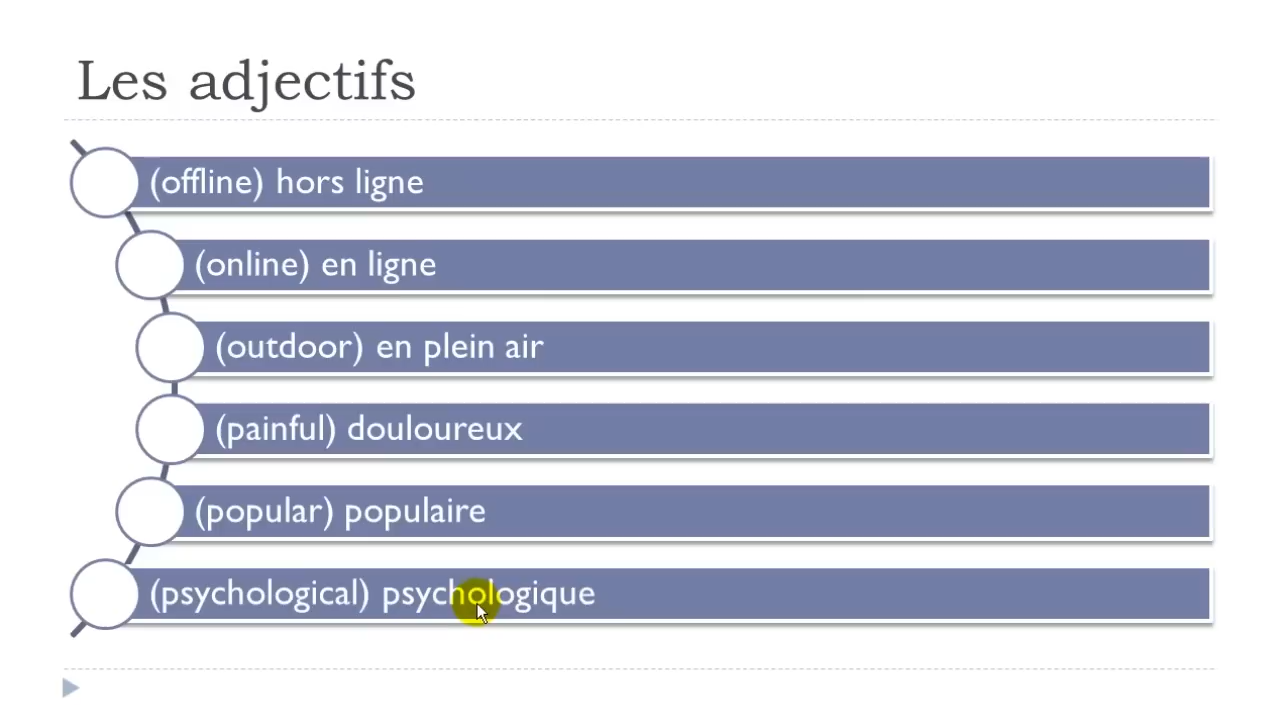 Les adjectifs
(offline) hors ligne
(online) en ligne
(outdoor) en plein air
(painful) douloureux
(popular) populaire
(psychological) psychologique